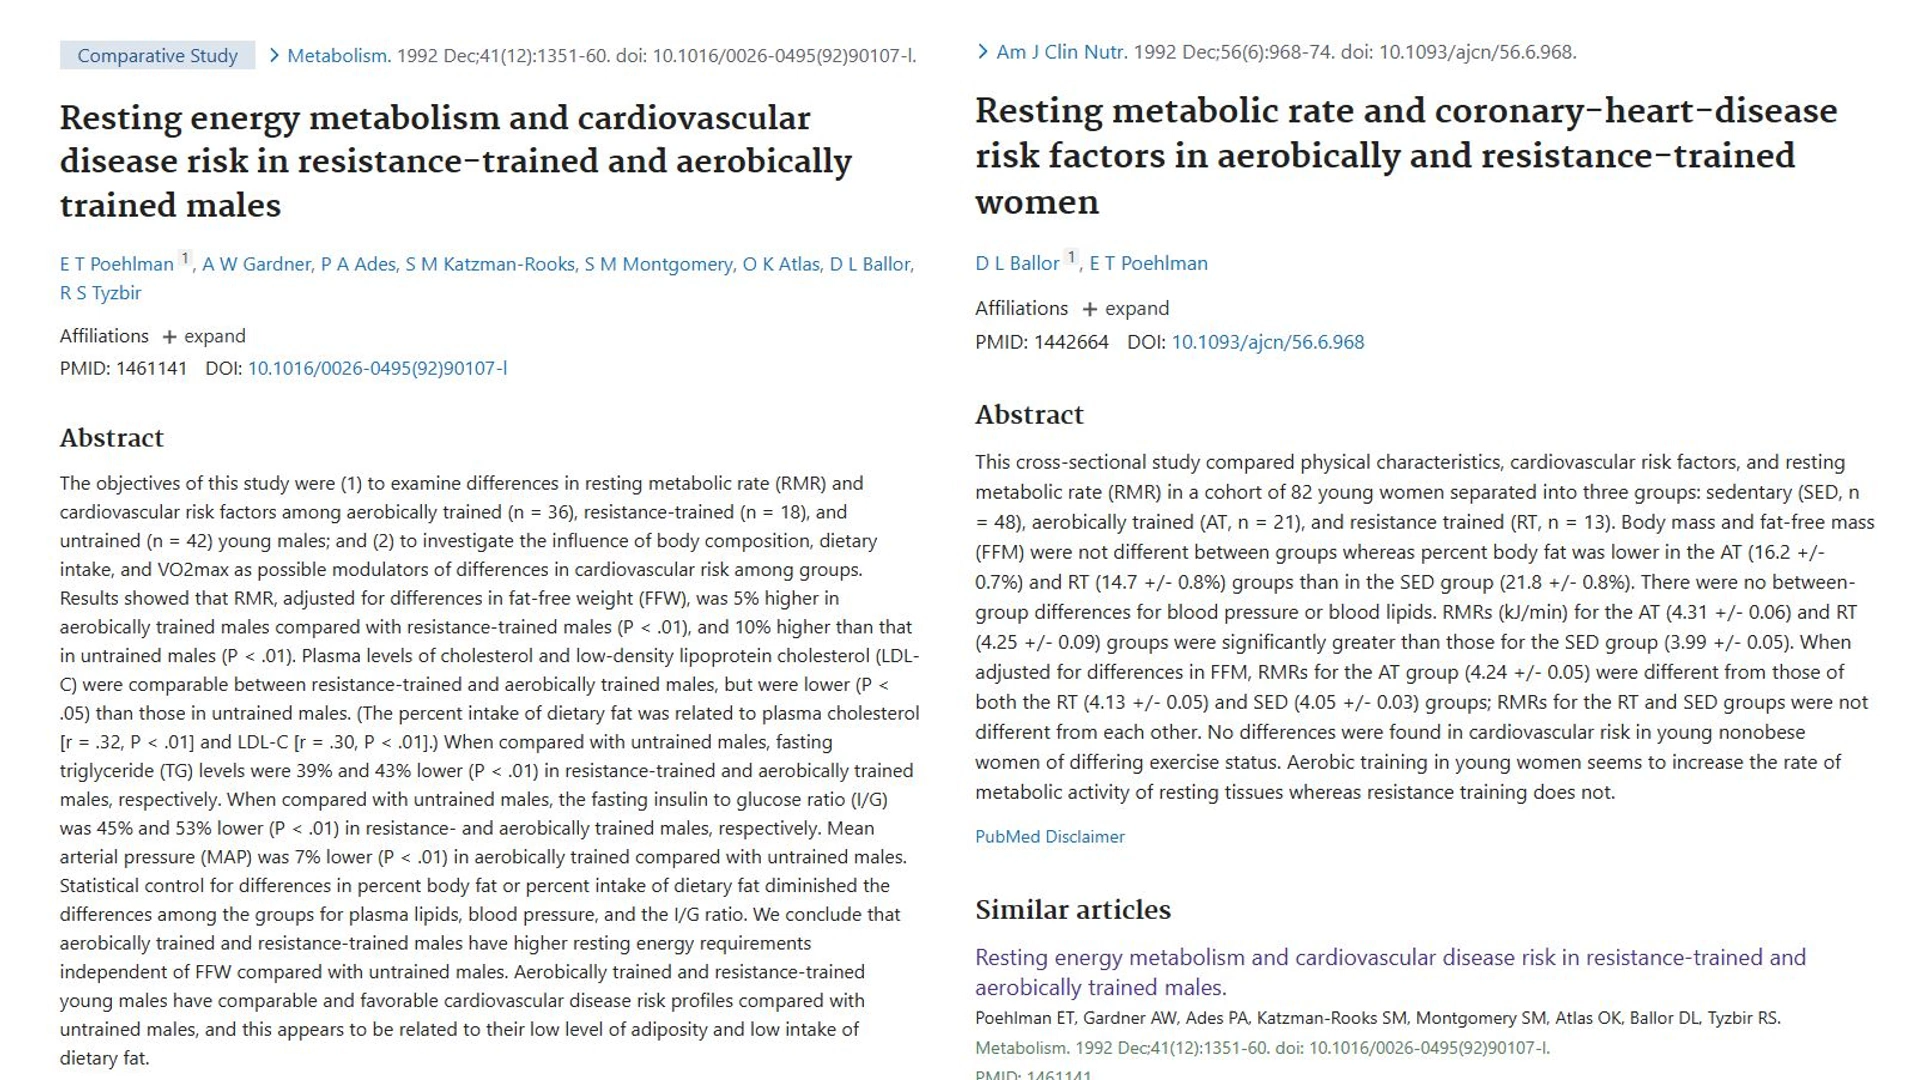 Comparative Study > Metabolism. 1992 Dec;41(12):1351-60. doi: 10.1016/0026-0495(92)90107-l.
Resting energy metabolism and cardiovascular
disease risk in resistance-trained and aerobically
trained males
E T Poehlman 1, A W Gardner, P A Ades, S M Katzman-Rooks, S M Montgomery, O K Atlas, D L Ballor,
R S Tyzbir
Affiliations + expand
PMID: 1461141 DOI: 10.1016/0026-0495(92)90107-l
Abstract
The objectives of this study were (1) to examine differences in resting metabolic rate (RMR) and
cardiovascular risk factors among aerobically trained (n = 36), resistance-trained (n = 18), and
untrained (n = 42) young males; and (2) to investigate the influence of body composition, dietary
intake, and VO2max as possible modulators of differences in cardiovascular risk among groups.
Results showed that RMR, adjusted for differences in fat-free weight (FFW), was 5% higher in
aerobically trained males compared with resistance-trained males (P < .01), and 10% higher than that
in untrained males (P < .01). Plasma levels of cholesterol and low-density lipoprotein cholesterol (LDL-
C) were comparable between resistance-trained and aerobically trained males, but were lower (P <
.05) than those in untrained males. (The percent intake of dietary fat was related to plasma cholesterol
[r = .32, P < .01] and LDL-C [r = .30, P < .01].) When compared with untrained males, fasting
triglyceride (TG) levels were 39% and 43% lower (P < .01) in resistance-trained and aerobically trained
males, respectively. When compared with untrained males, the fasting insulin to glucose ratio (I/G)
was 45% and 53% lower (P < .01) in resistance- and aerobically trained males, respectively. Mean
arterial pressure (MAP) was 7% lower (P < .01) in aerobically trained compared with untrained males.
Statistical control for differences in percent body fat or percent intake of dietary fat diminished the
differences among the groups for plasma lipids, blood pressure, and the I/G ratio. We conclude that
aerobically trained and resistance-trained males have higher resting energy requirements
independent of FFW compared with untrained males. Aerobically trained and resistance-trained
young males have comparable and favorable cardiovascular disease risk profiles compared with
untrained males, and this appears to be related to their low level of adiposity and low intake of
dietary fat.
> Am J Clin Nutr. 1992 Dec;56(6):968-74. doi: 10.1093/ajcn/56.6.968.
Resting metabolic rate and coronary-heart-disease
risk factors in aerobically and resistance-trained
women
D L Ballor 1, E T Poehlman
Affiliations + expand
PMID: 1442664 DOI: 10.1093/ajcn/56.6.968
Abstract
This cross-sectional study compared physical characteristics, cardiovascular risk factors, and resting
metabolic rate (RMR) in a cohort of 82 young women separated into three groups: sedentary (SED, n
= 48), aerobically trained (AT, n = 21), and resistance trained (RT, n = 13). Body mass and fat-free mass
(FFM) were not different between groups whereas percent body fat was lower in the AT (16.2 +/-
0.7%) and RT (14.7 +/- 0.8%) groups than in the SED group (21.8 +/- 0.8%). There were no between-
group differences for blood pressure or blood lipids. RMRs (kJ/min) for the AT (4.31 +/- 0.06) and RT
(4.25 +/- 0.09) groups were significantly greater than those for the SED group (3.99 +/- 0.05). When
adjusted for differences in FFM, RMRs for the AT group (4.24 +/- 0.05) were different from those of
both the RT (4.13 +/- 0.05) and SED (4.05 +/- 0.03) groups; RMRs for the RT and SED groups were not
different from each other. No differences were found in cardiovascular risk in young nonobese
women of differing exercise status. Aerobic training in young women seems to increase the rate of
metabolic activity of resting tissues whereas resistance training does not.
PubMed Disclaimer
Similar articles
Resting energy metabolism and cardiovascular disease risk in resistance-trained and
aerobically trained males.
Poehlman ET, Gardner AW, Ades PA, Katzman-Rooks SM, Montgomery SM, Atlas OK, Ballor DL, Tyzbir RS.
Metabolism. 1992 Dec;41(12):1351-60. doi: 10.1016/0026-0495(92)90107-l.
PMID: 1461141